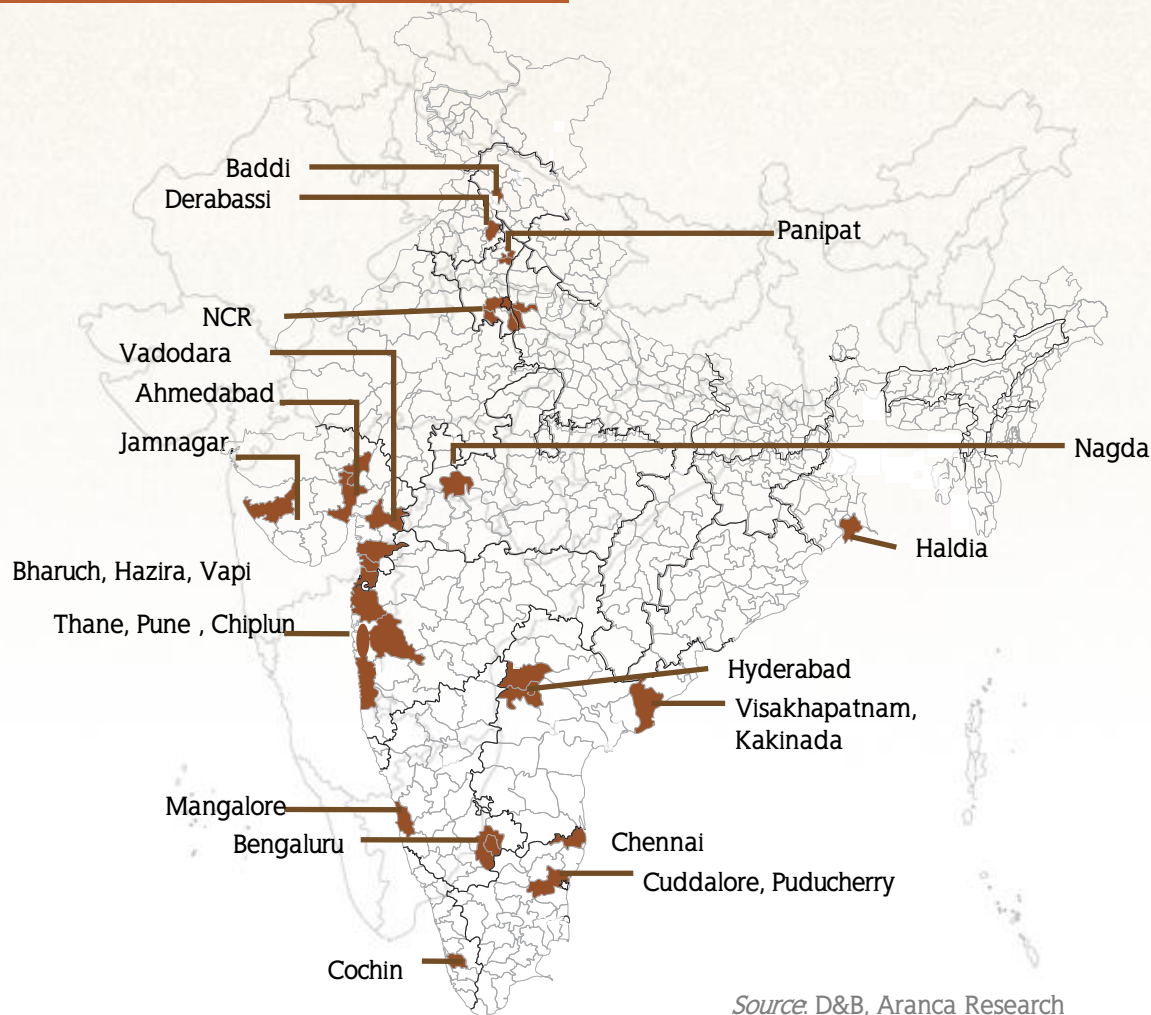 Baddi
Derabassi
Panipat
NCR
Vadodara
Ahmedabad
Jamnagar
Nagda
Haldia
Bharuch, Hazira, Vapi
Thane, Pune , Chiplun
Hyderabad
Visakhapatnam,
Kakinada
Mangalore
Bengaluru
Chennai
Cuddalore, Puducherry
Cochin
Source: D&B, Aranca Research